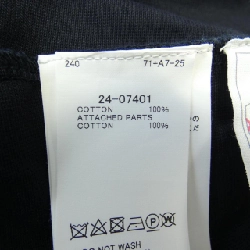 240 71-A7-25
24-07401
COTTON 100%
ATTACHED PARTS
COTTON 100%
DO NOT WASH